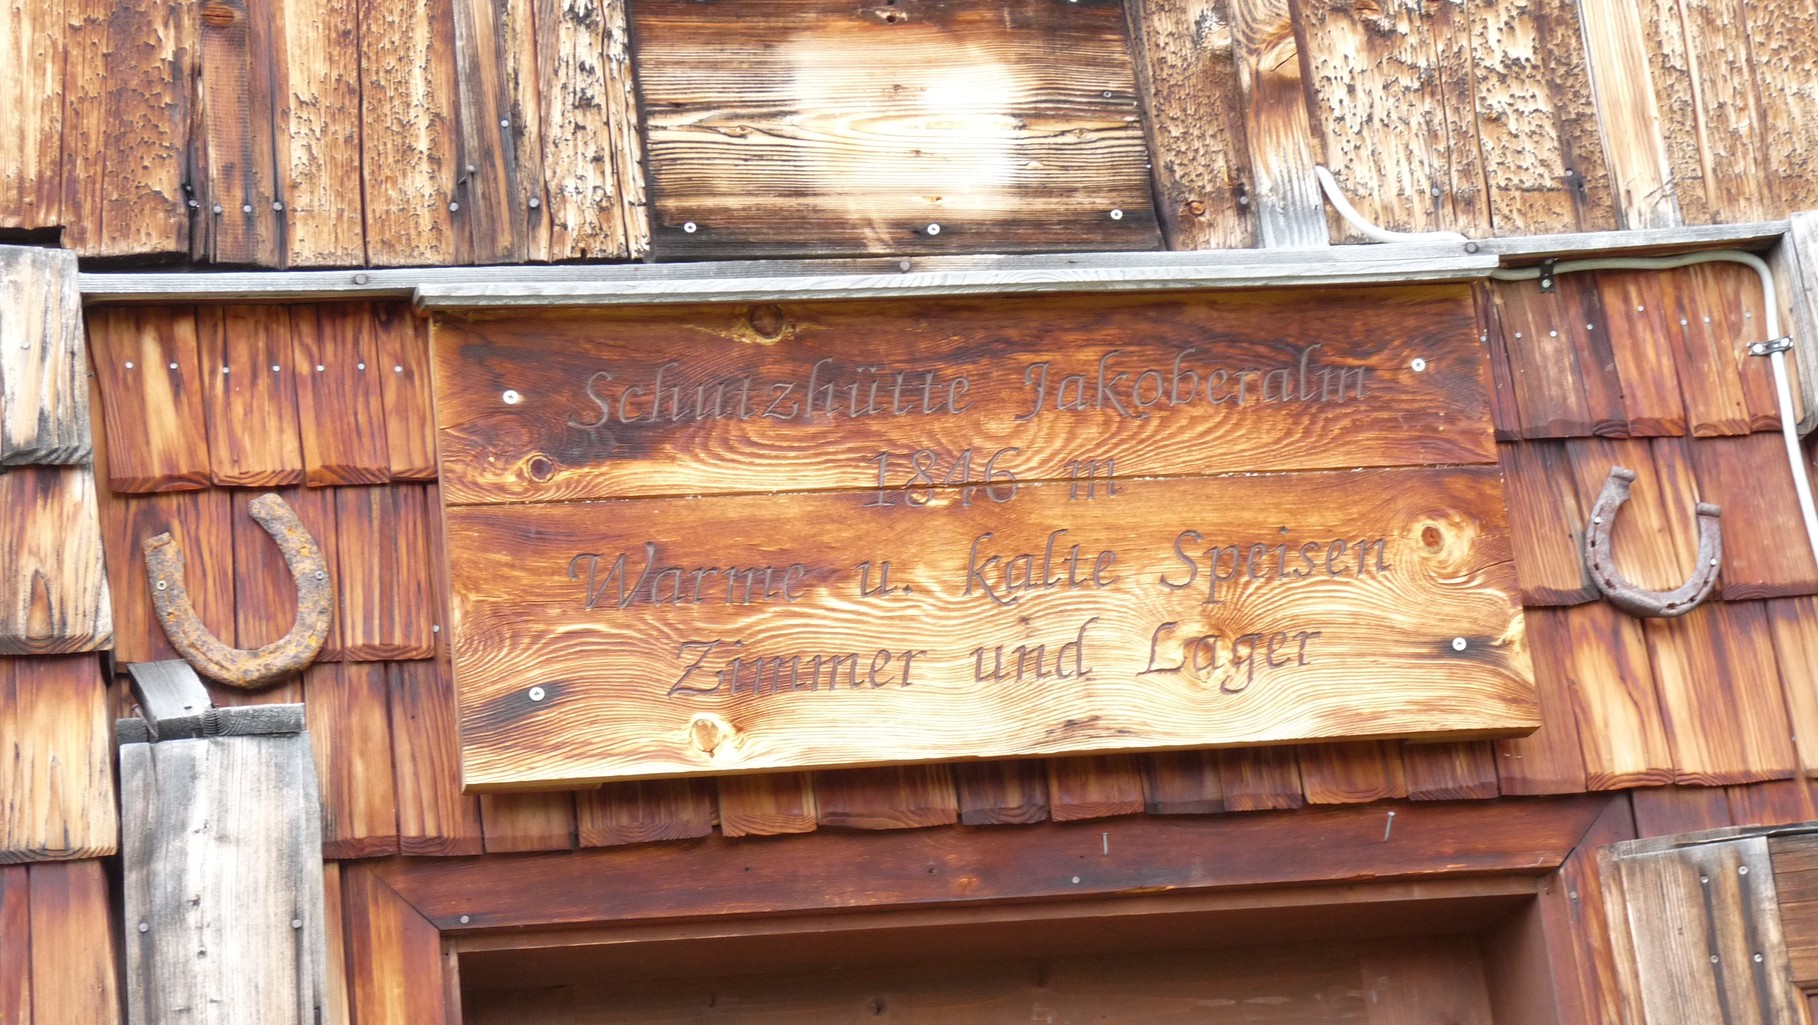 Schutzhütte Jakoberalm
1846 m
Warme u. kalte Speisen
Zimmer und Lager